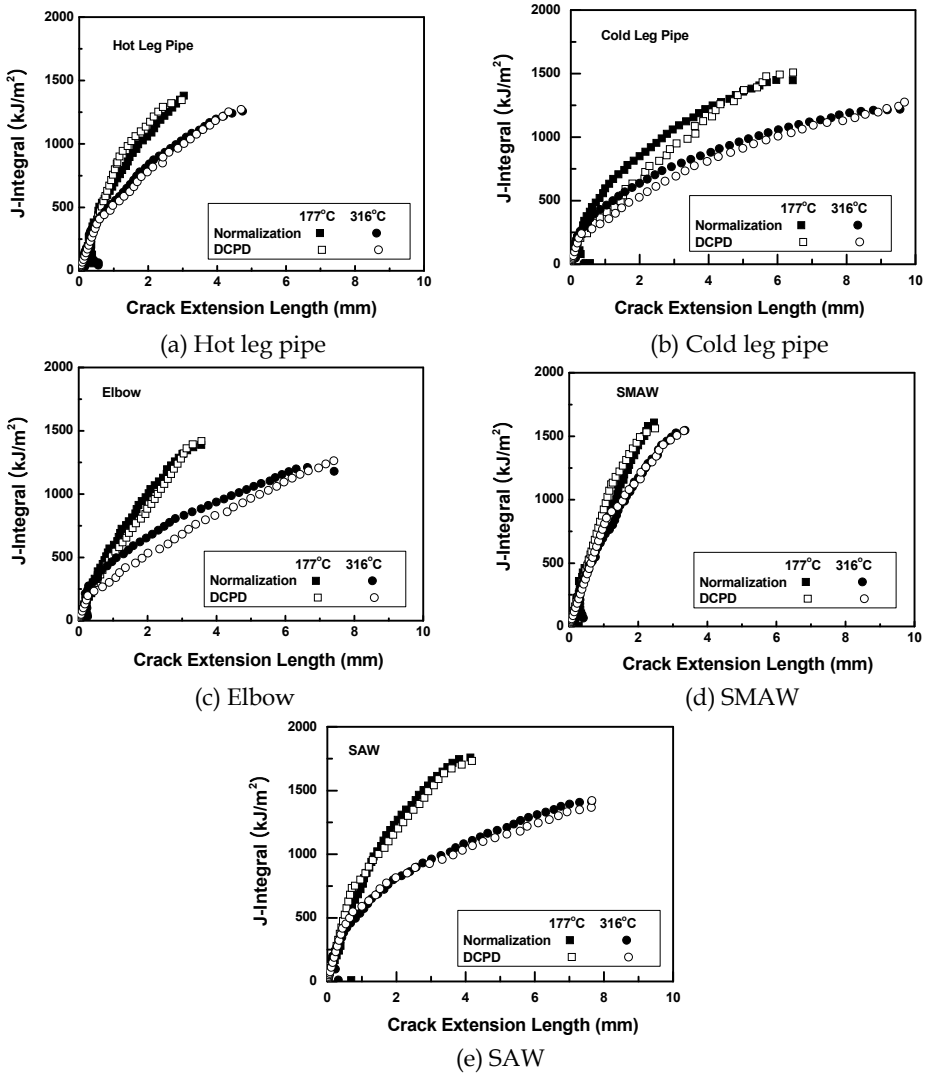 2000
1500
1000
500
0
J-Integral (kJ/m²)
Hot Leg Pipe
177°C 316°C
Normalization
DCPD
0 2 4 6 8 10
Crack Extension Length (mm)
(a) Hot leg pipe
2000
1500
1000
500
0
J-Integral (kJ/m²)
Cold Leg Pipe
177°C 316°C
Normalization
DCPD
0 2 4 6 8 10
Crack Extension Length (mm)
(b) Cold leg pipe
2000
1500
1000
500
0
J-Integral (kJ/m²)
Elbow
177°C 316°C
Normalization
DCPD
0 2 4 6 8 10
Crack Extension Length (mm)
(c) Elbow
2000
1500
1000
500
0
J-Integral (kJ/m²)
SMAW
177°C 316°C
Normalization
DCPD
0 2 4 6 8 10
Crack Extension Length (mm)
(d) SMAW
2000
1500
1000
500
0
J-Integral (kJ/m²)
SAW
177°C 316°C
Normalization
DCPD
0 2 4 6 8 10
Crack Extension Length (mm)
(e) SAW